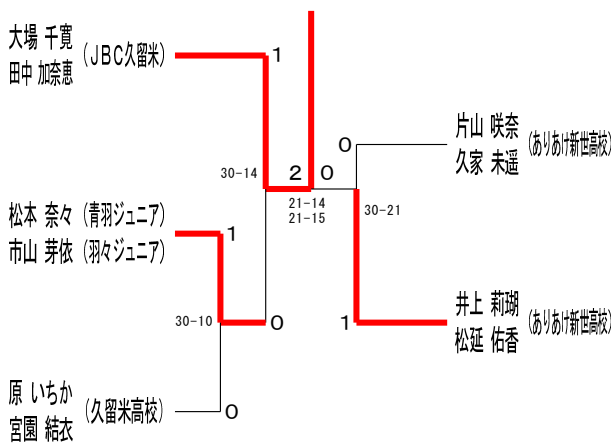 大場 千寛
田中 加奈恵
(JBC久留米)
1
30-14
2
0
21-14
21-15
松本 奈々 (青羽ジュニア)
市山 芽依 (羽々ジュニア)
1
30-10
0
原 いちか
宮園 結衣
(久留米高校)
0
片山 咲奈
久家 未遥
(ありあけ新世高校)
0
30-21
井上 莉瑚
松延 佑香
(ありあけ新世高校)
1